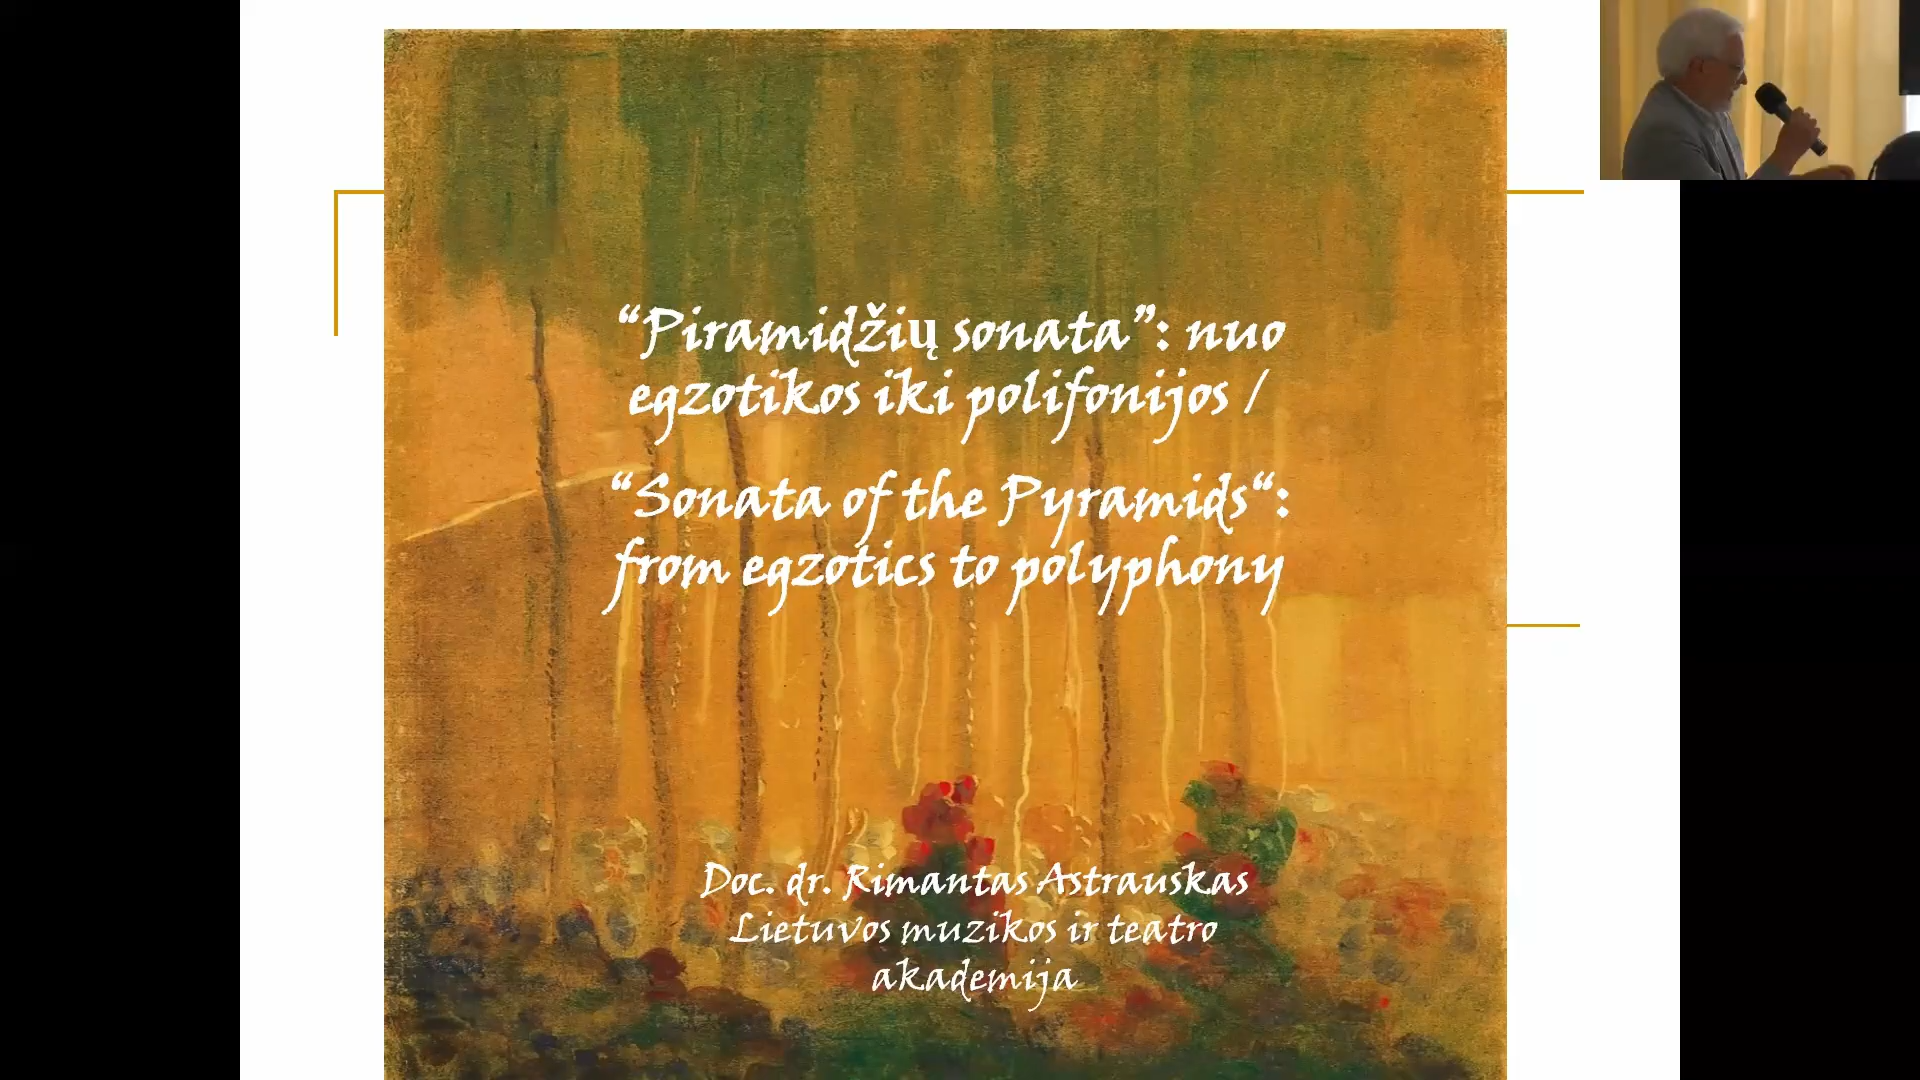 “Piramidžių sonata”: nuo
egzotikos iki polifonijos /
“Sonata of the Pyramids“:
from egzotics to polyphony
Doc. dr. Rimantas Astrauskas
Lietuvos muzikos ir teatro
akademija